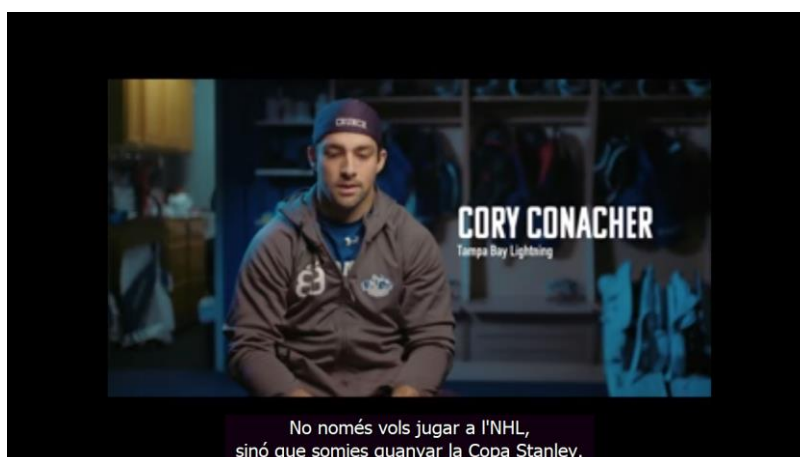 CORY CONACHER
Tampa Bay Lightning
No només vols jugar a l'NHL,
sinó que somies guanyar la Copa Stanley.